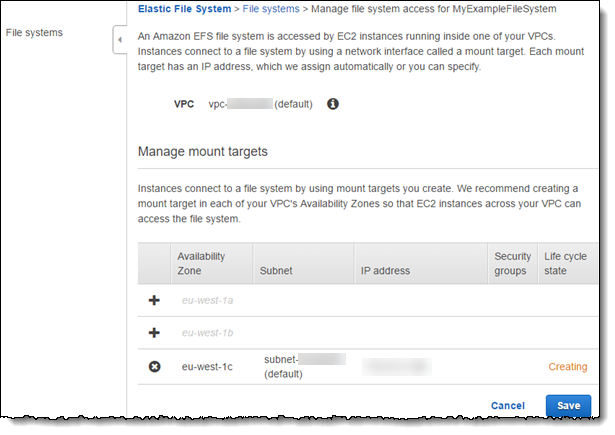 Elastic File System > File systems > Manage file system access for MyExampleFileSystem
File systems
An Amazon EFS file system is accessed by EC2 instances running inside one of your VPCs.
Instances connect to a file system by using a network interface called a mount target. Each mount
target has an IP address, which we assign automatically or you can specify.
VPC vpc- (default)
Manage mount targets
Instances connect to a file system by using mount targets you create. We recommend creating a
mount target in each of your VPC's Availability Zones so that EC2 instances across your VPC can
access the file system.
Availability Zone Subnet IP address Security groups Life cycle state
eu-west-1a
eu-west-1b
eu-west-1c subnet- (default) Creating
Cancel Save